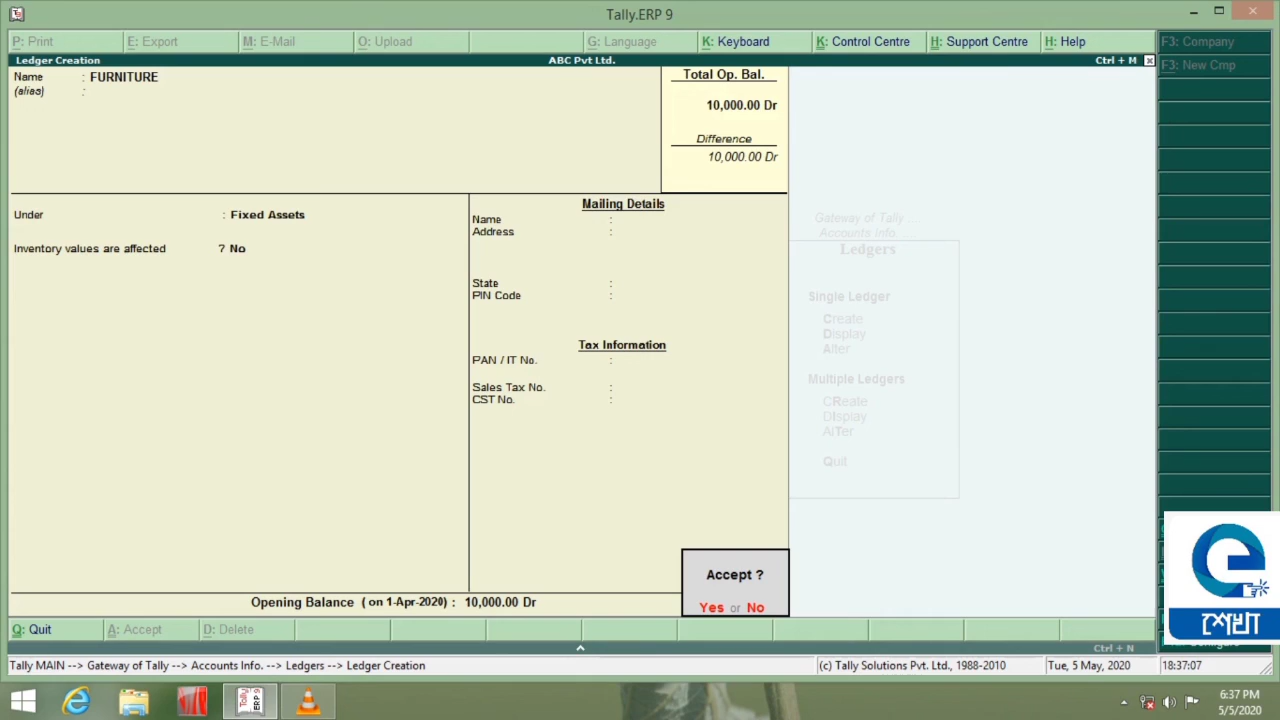 Tally.ERP 9
P: Print E: Export M: E-Mail O: Upload G: Language K: Keyboard K: Control Centre H: Support Centre H: Help F3: Company
Ledger Creation ABC Pvt Ltd. Ctrl + M
F3: New Cmp
Name : FURNITURE
(alias) :
Total Op. Bal.
10,000.00 Dr
Difference
10,000.00 Dr
Under : Fixed Assets
Inventory values are affected ? No
Mailing Details
Name :
Address :
State :
PIN Code :
Tax Information
PAN / IT No. :
Sales Tax No. :
CST No. :
Gateway of Tally ...
Accounts Info. ...
Ledgers
Single Ledger
Create
Display
Alter
Multiple Ledgers
CReate
DIsplay
AlTer
Quit
Accept ?
Yes or No
Opening Balance ( on 1-Apr-2020) : 10,000.00 Dr
Q: Quit A: Accept D: Delete
Ctrl + N
Tally MAIN --> Gateway of Tally --> Accounts Info. --> Ledgers --> Ledger Creation (c) Tally Solutions Pvt. Ltd., 1988-2010 Tue, 5 May, 2020 18:37:07
Tally ERP 9
6:37 PM
5/5/2020